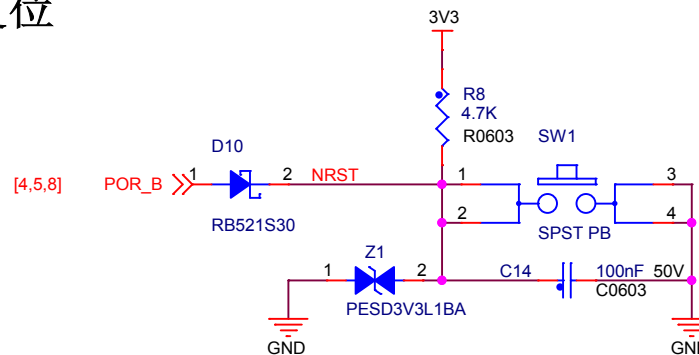 位
3V3
R8
4.7K
R0603
SW1
D10
[4,5,8]
POR_B
1
2
NRST
1
3
2
4
RB521S30
SPST PB
Z1
1
2
C14
100nF
50V
C0603
PESD3V3L1BA
GND